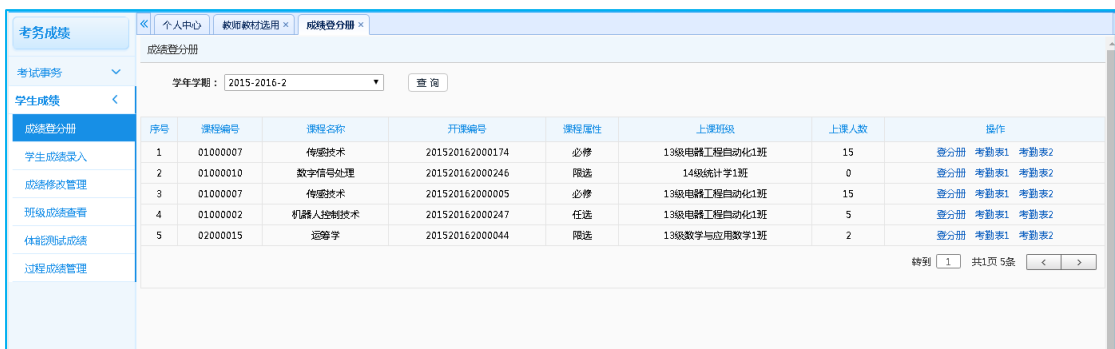 考务成绩
考试事务
学生成绩
成绩登分册
学生成绩录入
成绩修改管理
班级成绩查看
体能测试成绩
过程成绩管理
个人中心 教师教材选用 × 成绩登分册 ×
成绩登分册
学年学期： 2015-2016-2 查 询
序号 课程编号 课程名称 开课编号 课程属性 上课班级 上课人数 操作
1 01000007 传感技术 201520162000174 必修 13级电器工程自动化1班 15 登分册 考勤表1 考勤表2
2 01000010 数字信号处理 201520162000246 限选 14级统计学1班 0 登分册 考勤表1 考勤表2
3 01000007 传感技术 201520162000005 必修 13级电器工程自动化1班 15 登分册 考勤表1 考勤表2
4 01000002 机器人控制技术 201520162000247 任选 13级电器工程自动化1班 5 登分册 考勤表1 考勤表2
5 02000015 运筹学 201520162000044 限选 13级数学与应用数学1班 2 登分册 考勤表1 考勤表2
转到 1 共1页 5条 < >